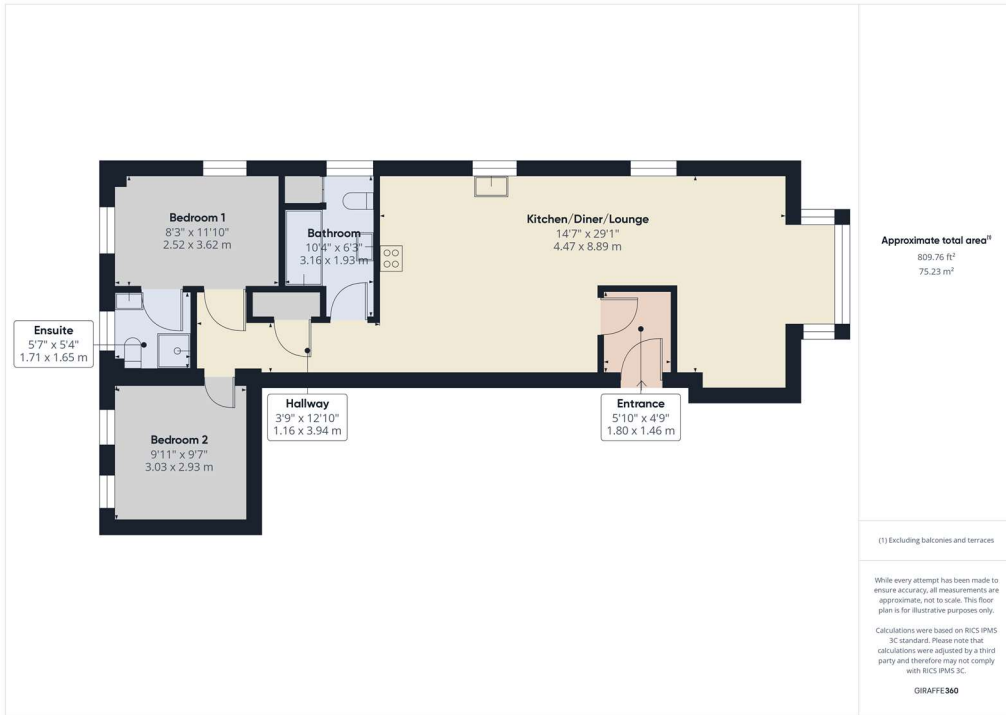 Bedroom 1
8'3" x 11'10"
2.52 x 3.62 m
Bathroom
10'4" x 6'3"
3.16 x 1.93 m
Kitchen/Diner/Lounge
14'7" x 29'1"
4.47 x 8.89 m
Ensuite
5'7" x 5'4"
1.71 x 1.65 m
Hallway
3'9" x 12'10"
1.16 x 3.94 m
Entrance
5'10" x 4'9"
1.80 x 1.46 m
Bedroom 2
9'11" x 9'7"
3.03 x 2.93 m
Approximate total area(1)
809.76 ft²
75.23 m²
(1) Excluding balconies and terraces
While every attempt has been made to
ensure accuracy, all measurements are
approximate, not to scale. This floor
plan is for illustrative purposes only.
Calculations were based on RICS IPMS
3C standard. Please note that
calculations were adjusted by a third
party and therefore may not comply
with RICS IPMS 3C.
GIRAFFE360